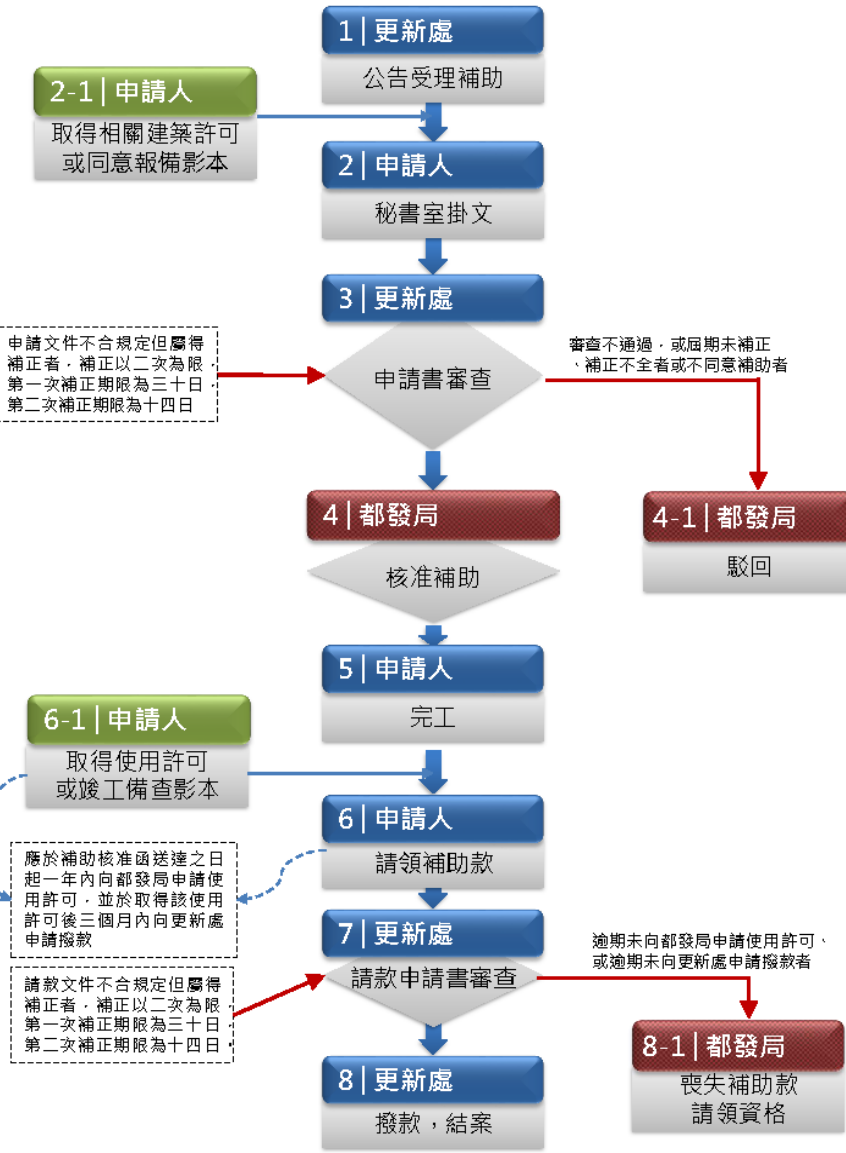 1|更新處
公告受理補助
2-1|申請人
取得相關建築許可
或同意報備影本
2|申請人
秘書室掛文
3|更新處
申請書審查
申請文件不合規定但屬得
補正者，補正以二次為限，
第一次補正期限為三十日，
第二次補正期限為十四日
審查不通過，或屆期未補正
、補正不全者或不同意補助者
4|都發局
核准補助
4-1|都發局
駁回
5|申請人
完工
6-1|申請人
取得使用許可
或竣工備查影本
6|申請人
請領補助款
應於補助核准函送達之日
起一年內向都發局申請使
用許可，並於取得該使用
許可後三個月內向更新處
申請撥款
7|更新處
請款申請書審查
請款文件不合規定但屬得
補正者，補正以二次為限，
第一次補正期限為三十日，
第二次補正期限為十四日，
逾期未向都發局申請使用許可、
或逾期未向更新處申請撥款者
8-1|都發局
喪失補助款
請領資格
8|更新處
撥款，結案